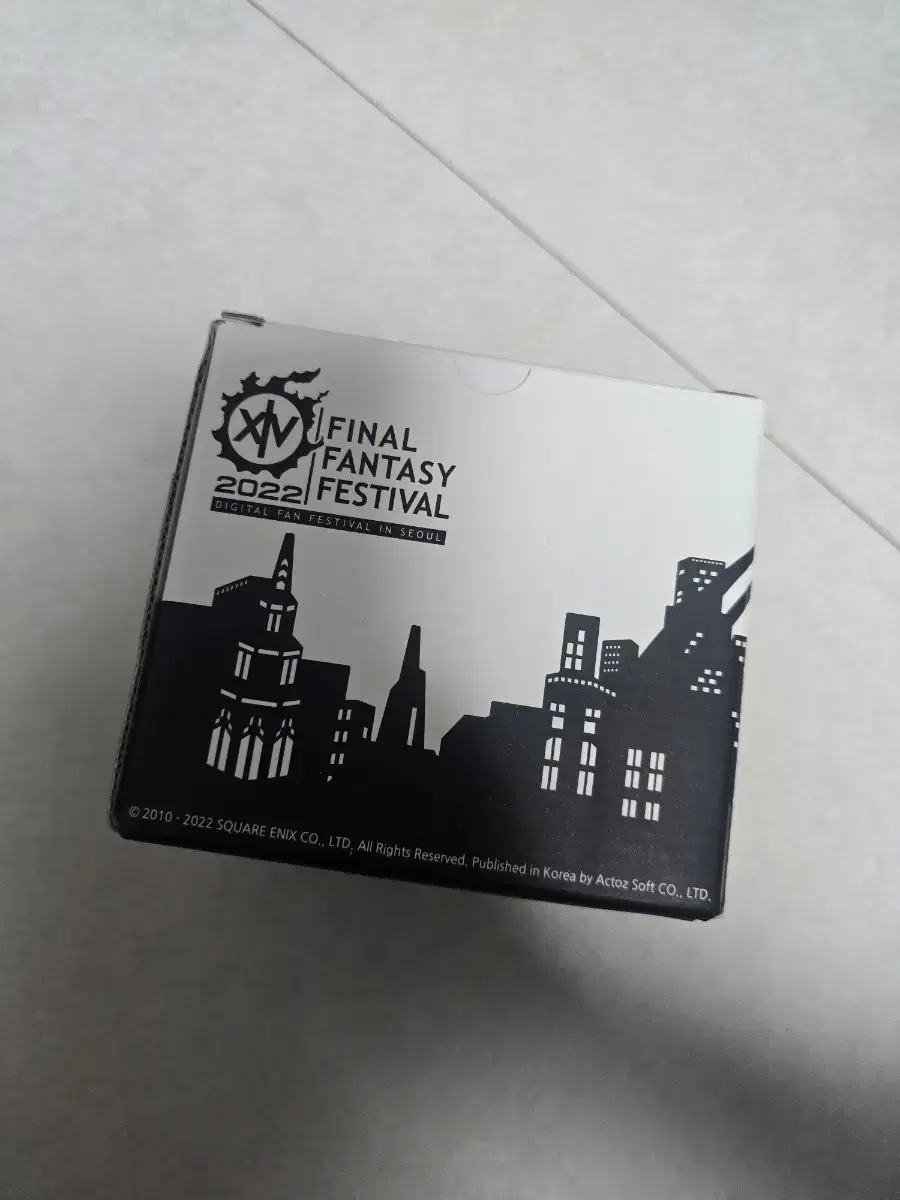 XIV
FINAL
FANTASY
FESTIVAL
2022
DIGITAL FAN FESTIVAL IN SEOUL
© 2010 - 2022 SQUARE ENIX CO., LTD. All Rights Reserved. Published in Korea by Actoz Soft CO., LTD.